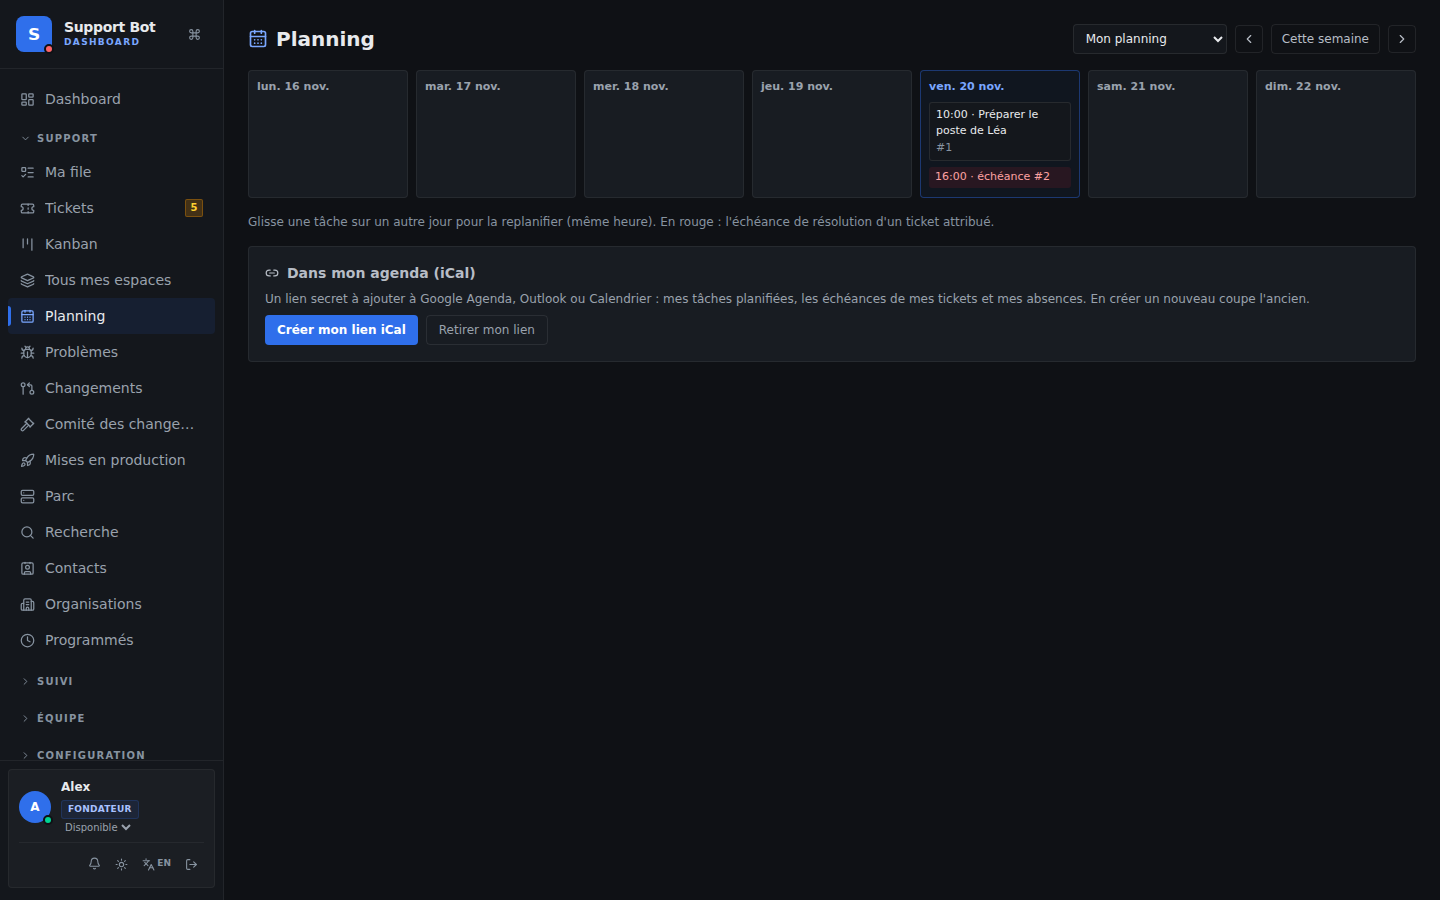 S
Support Bot
DASHBOARD
Dashboard
SUPPORT
Ma file
Tickets
5
Kanban
Tous mes espaces
Planning
Problèmes
Changements
Comité des change…
Mises en production
Parc
Recherche
Contacts
Organisations
Programmés
SUIVI
ÉQUIPE
CONFIGURATION
A
Alex
FONDATEUR
Disponible
EN
Planning
Mon planning
Cette semaine
lun. 16 nov.
mar. 17 nov.
mer. 18 nov.
jeu. 19 nov.
ven. 20 nov.
10:00 · Préparer le
poste de Léa
#1
16:00 · échéance #2
sam. 21 nov.
dim. 22 nov.
Glisse une tâche sur un autre jour pour la replanifier (même heure). En rouge : l'échéance de résolution d'un ticket attribué.
Dans mon agenda (iCal)
Un lien secret à ajouter à Google Agenda, Outlook ou Calendrier : mes tâches planifiées, les échéances de mes tickets et mes absences. En créer un nouveau coupe l'ancien.
Créer mon lien iCal
Retirer mon lien